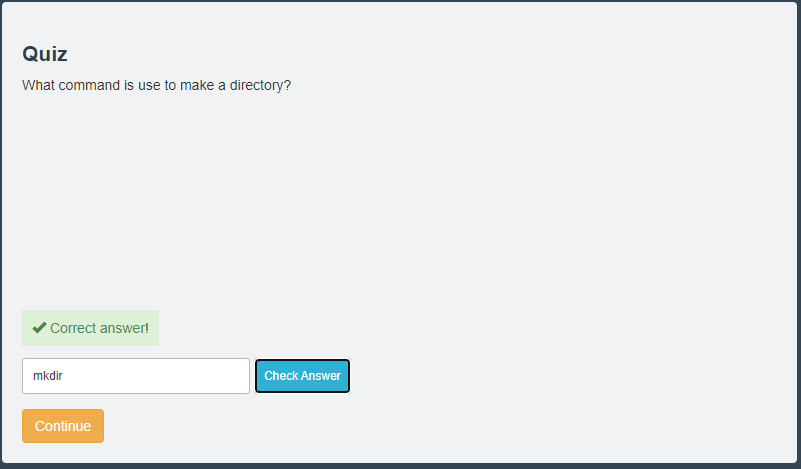 Quiz
What command is use to make a directory?
Correct answer!
mkdir
Check Answer
Continue